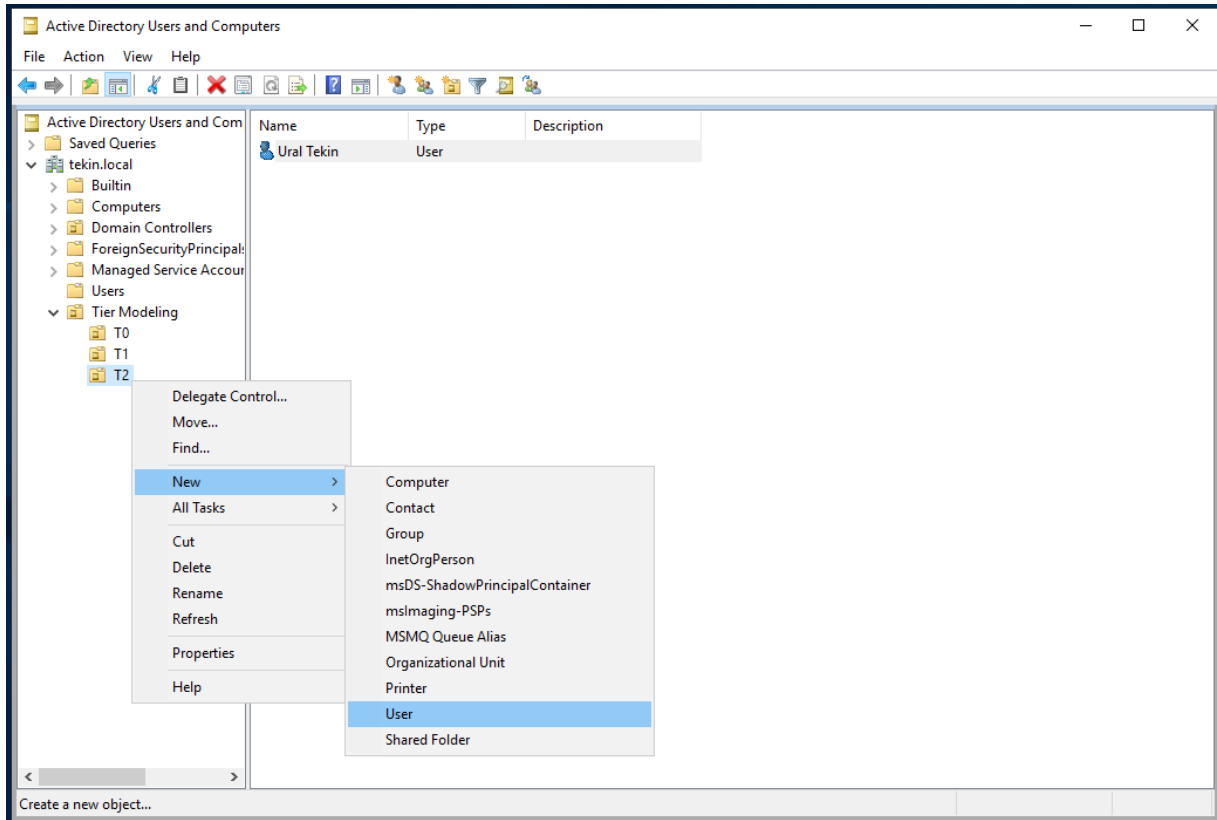 Active Directory Users and Computers
File Action View Help
Active Directory Users and Com
Name Type Description
Saved Queries
Ural Tekin User
tekin.local
Builtin
Computers
Domain Controllers
ForeignSecurityPrincipals
Managed Service Accour
Users
Tier Modeling
T0
T1
T2
Delegate Control...
Move...
Find...
New
All Tasks
Cut
Delete
Rename
Refresh
Properties
Help
Computer
Contact
Group
InetOrgPerson
msDS-ShadowPrincipalContainer
msImaging-PSPs
MSMQ Queue Alias
Organizational Unit
Printer
User
Shared Folder
Create a new object...